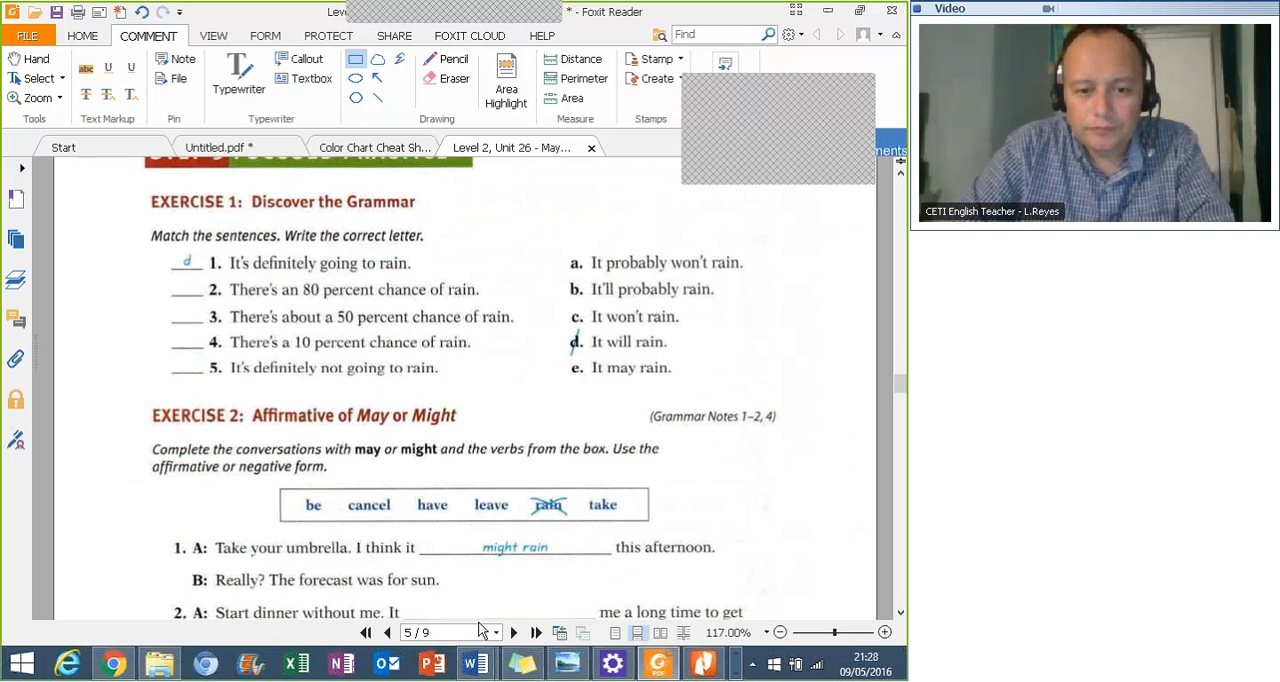 Leve
* - Foxit Reader
Video
FILE HOME COMMENT VIEW FORM PROTECT SHARE FOXIT CLOUD HELP
Find
Hand
Select
Zoom
Tools
abc U U
T T T
Text Markup
Note
File
Pin
Typewriter
Callout
Textbox
Typewriter
Pencil
Eraser
Area
Highlight
Drawing
Distance
Perimeter
Area
Measure
Stamp
Create
Stamps
Start Untitled.pdf * Color Chart Cheat Sh... Level 2, Unit 26 - May...
nents
CETI English Teacher - L.Reyes
EXERCISE 1: Discover the Grammar
Match the sentences. Write the correct letter.
d 1. It's definitely going to rain. a. It probably won't rain.
___ 2. There's an 80 percent chance of rain. b. It'll probably rain.
___ 3. There's about a 50 percent chance of rain. c. It won't rain.
___ 4. There's a 10 percent chance of rain. d. It will rain.
___ 5. It's definitely not going to rain. e. It may rain.
EXERCISE 2: Affirmative of May or Might (Grammar Notes 1–2, 4)
Complete the conversations with may or might and the verbs from the box. Use the
affirmative or negative form.
be cancel have leave rain take
1. A: Take your umbrella. I think it might rain this afternoon.
B: Really? The forecast was for sun.
2. A: Start dinner without me. It ___ me a long time to get
5 / 9
117.00%
21:28
09/05/2016